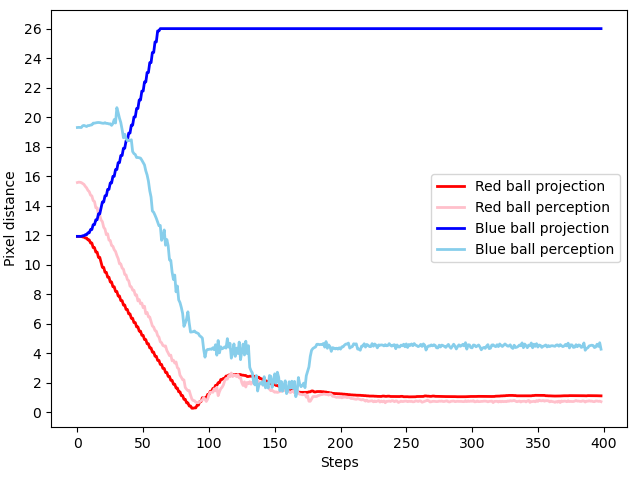 26
24
22
20
18
16
14
12
10
8
6
4
2
0
Pixel distance
Red ball projection
Red ball perception
Blue ball projection
Blue ball perception
0 50 100 150 200 250 300 350 400
Steps